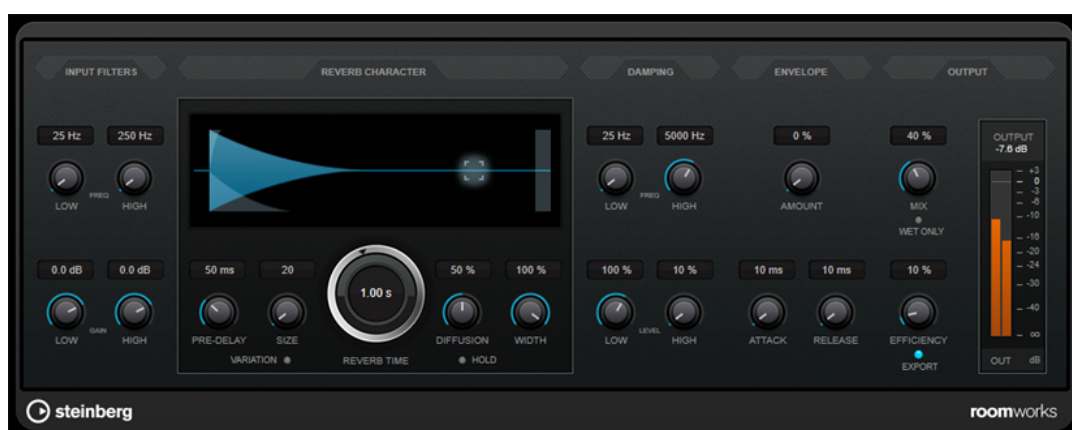 INPUT FILTERS REVERB CHARACTER DAMPING ENVELOPE OUTPUT
25 Hz 250 Hz 25 Hz 5000 Hz 0 % 40 % OUTPUT
-7.6 dB
LOW FREQ HIGH LOW FREQ HIGH AMOUNT MIX
WET ONLY
+3
0
-3
-6
-10
-16
-20
-24
-30
-40
∞
0.0 dB 0.0 dB 50 ms 20 1.00 s 50 % 100 % 100 % 10 % 10 ms 10 ms 10 %
LOW GAIN HIGH PRE-DELAY SIZE DIFFUSION WIDTH LOW LEVEL HIGH ATTACK RELEASE EFFICIENCY
VARIATION REVERB TIME HOLD EXPORT OUT dB
steinberg roomworks